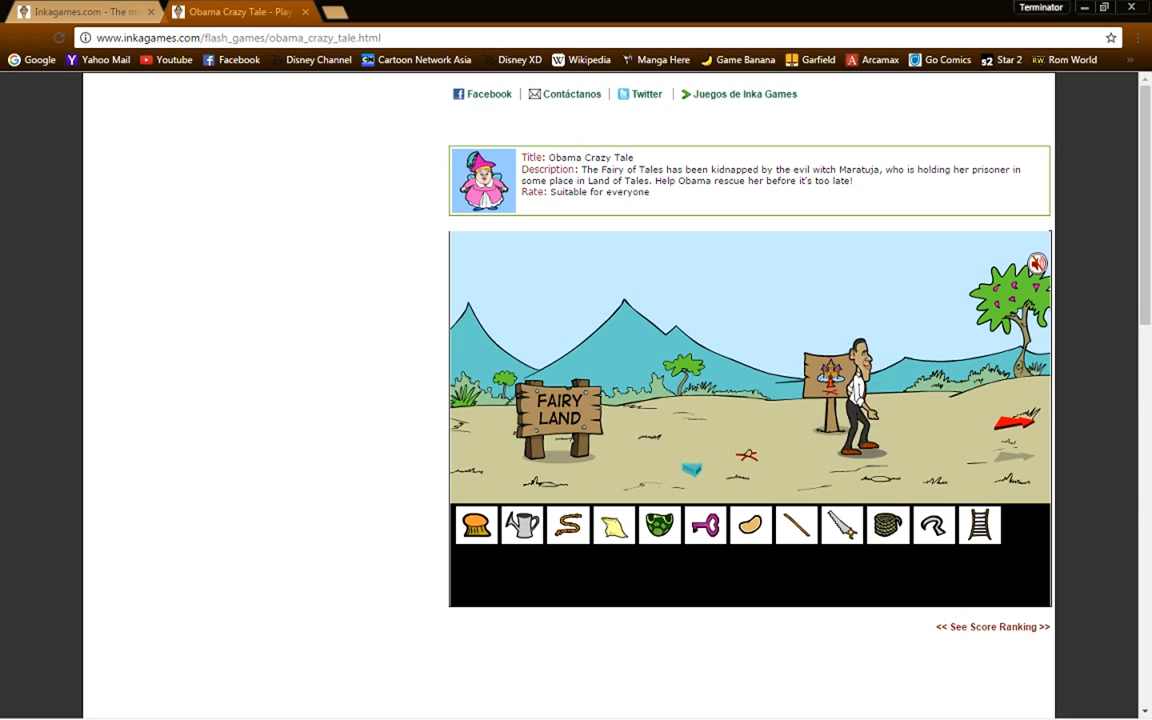 Inkagames.com - The m
Obama Crazy Tale - Play
Terminator
www.inkagames.com/flash_games/obama_crazy_tale.html
Google
Yahoo Mail
Youtube
Facebook
Disney Channel
Cartoon Network Asia
Disney XD
Wikipedia
Manga Here
Game Banana
Garfield
Arcamax
Go Comics
Star 2
Rom World
Facebook | Contáctanos | Twitter | Juegos de Inka Games
Title: Obama Crazy Tale
Description: The Fairy of Tales has been kidnapped by the evil witch Maratuja, who is holding her prisoner in
some place in Land of Tales. Help Obama rescue her before it's too late!
Rate: Suitable for everyone
FAIRY
LAND
<< See Score Ranking >>